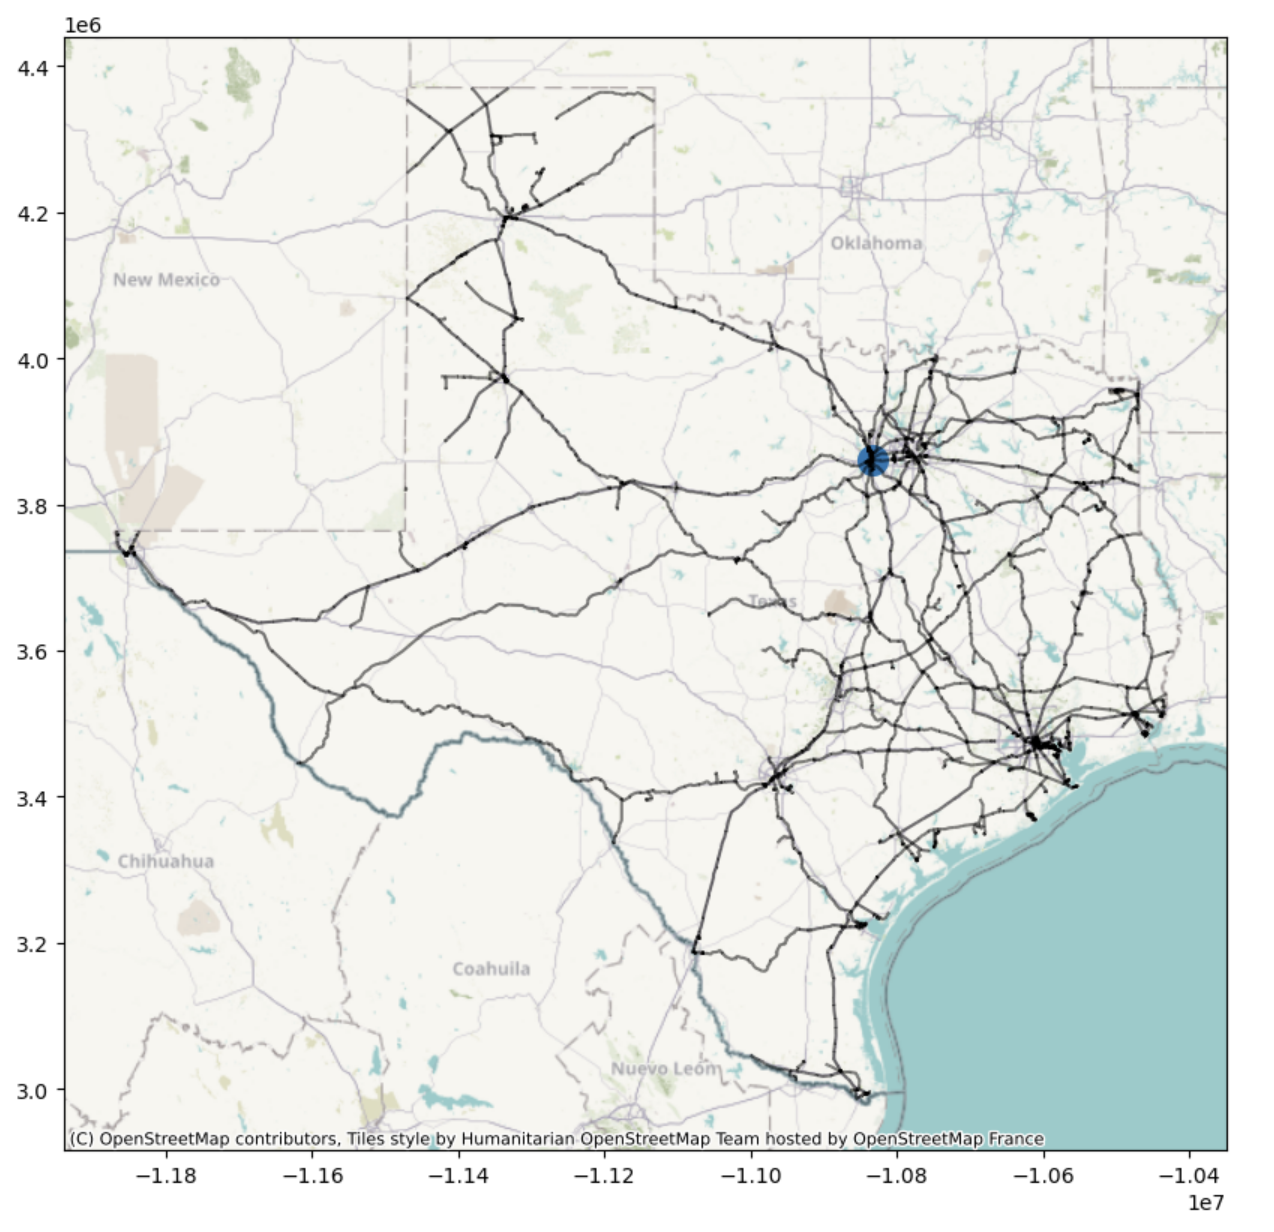 1e6
4.4
4.2
Oklahoma
New Mexico
4.0
3.8
Texas
3.6
3.4
Chihuahua
3.2
Coahuila
Nuevo León
3.0
(C) OpenStreetMap contributors, Tiles style by Humanitarian OpenStreetMap Team hosted by OpenStreetMap France
−1.18 −1.16 −1.14 −1.12 −1.10 −1.08 −1.06 −1.04
1e7